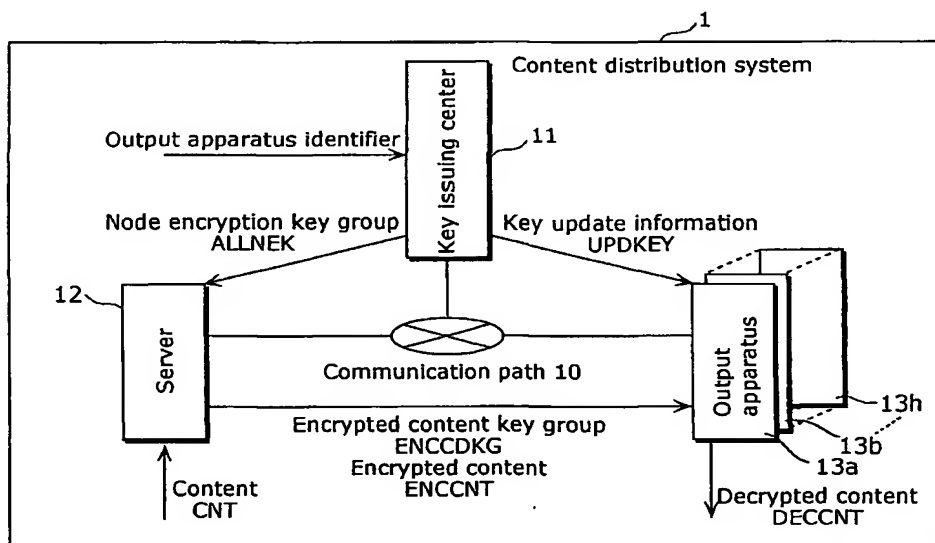 1
Content distribution system
Key issuing center
11
Output apparatus identifier
Node encryption key group
ALLNEK
Key update information
UPDKEY
12
Server
Communication path 10
Output
apparatus
13h
13b
13a
Encrypted content key group
ENCCDKG
Encrypted content
ENCCNT
Content
CNT
Decrypted content
DECCNT